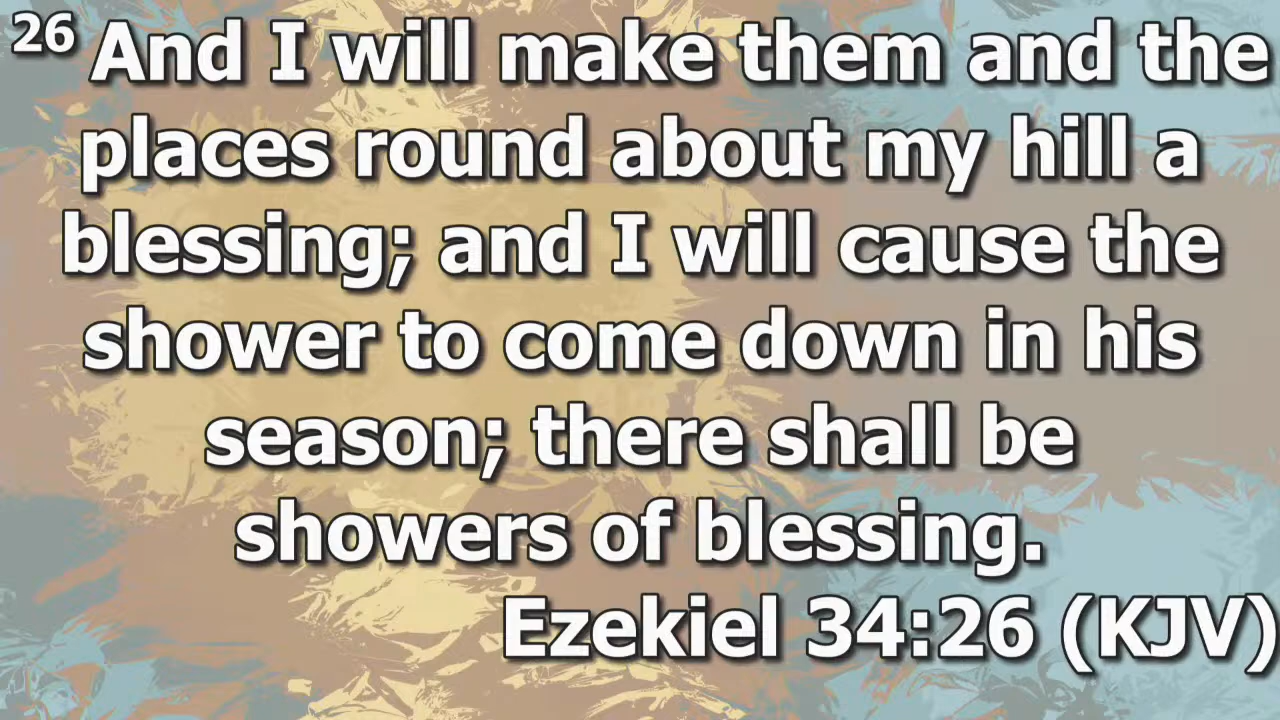 26 And I will make them and the
places round about my hill a
blessing; and I will cause the
shower to come down in his
season; there shall be
showers of blessing.
Ezekiel 34:26 (KJV)